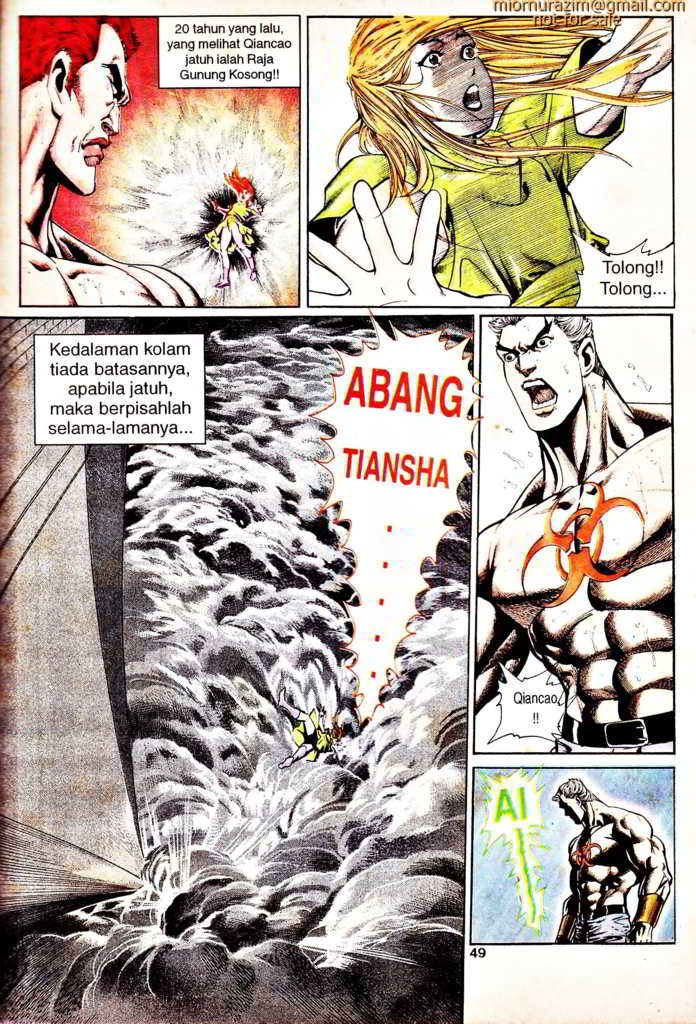 miomurazim@gmail.com
not-for sale
20 tahun yang lalu,
yang melihat Qiancao
jatuh ialah Raja
Gunung Kosong!!
Tolong!!
Tolong...
Kedalaman kolam
tiada batasannya,
apabila jatuh,
maka berpisahlah
selama-lamanya...
ABANG
TIANSHA
.
.
.
.
.
Qiancao
!!
AI
49